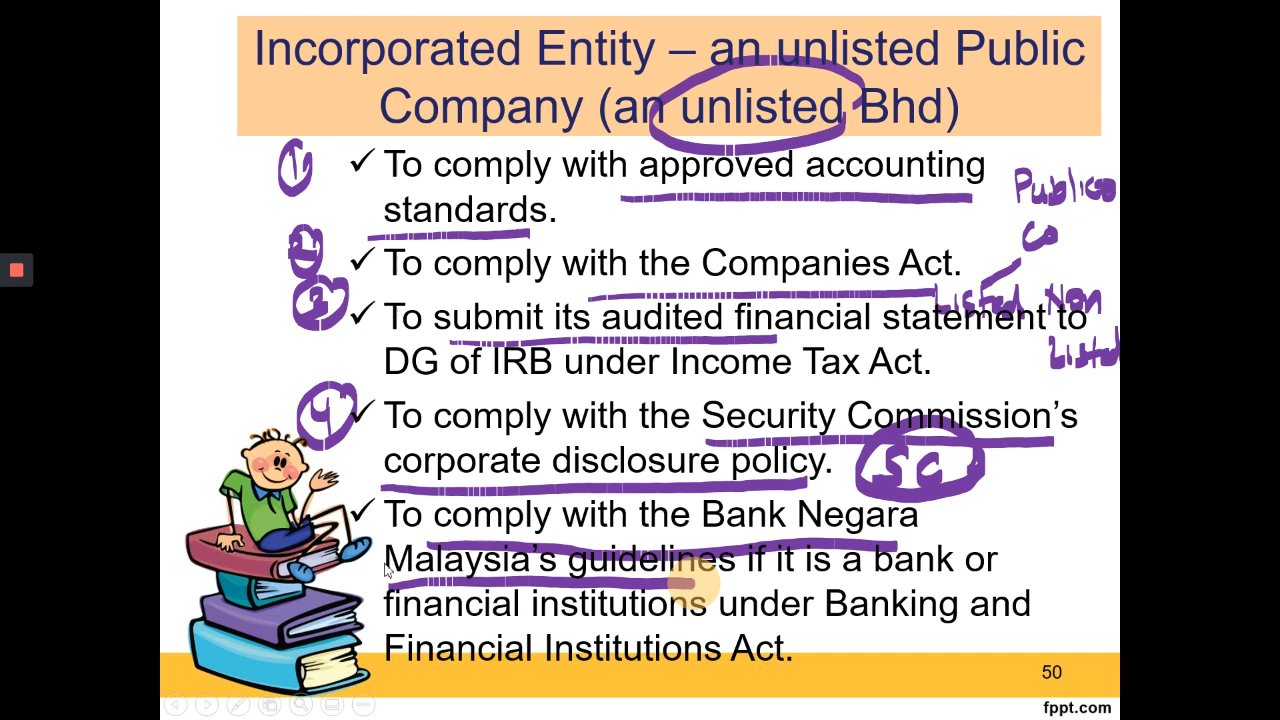 Incorporated Entity – an unlisted Public
Company (an unlisted Bhd)
1
✓ To comply with approved accounting
standards.
Public
Co
2
✓ To comply with the Companies Act.
Listed Non
Listed
3
✓ To submit its audited financial statement to
DG of IRB under Income Tax Act.
4
✓ To comply with the Security Commission’s
corporate disclosure policy.
SC
✓ To comply with the Bank Negara
Malaysia’s guidelines if it is a bank or
financial institutions under Banking and
Financial Institutions Act.
50
fppt.com